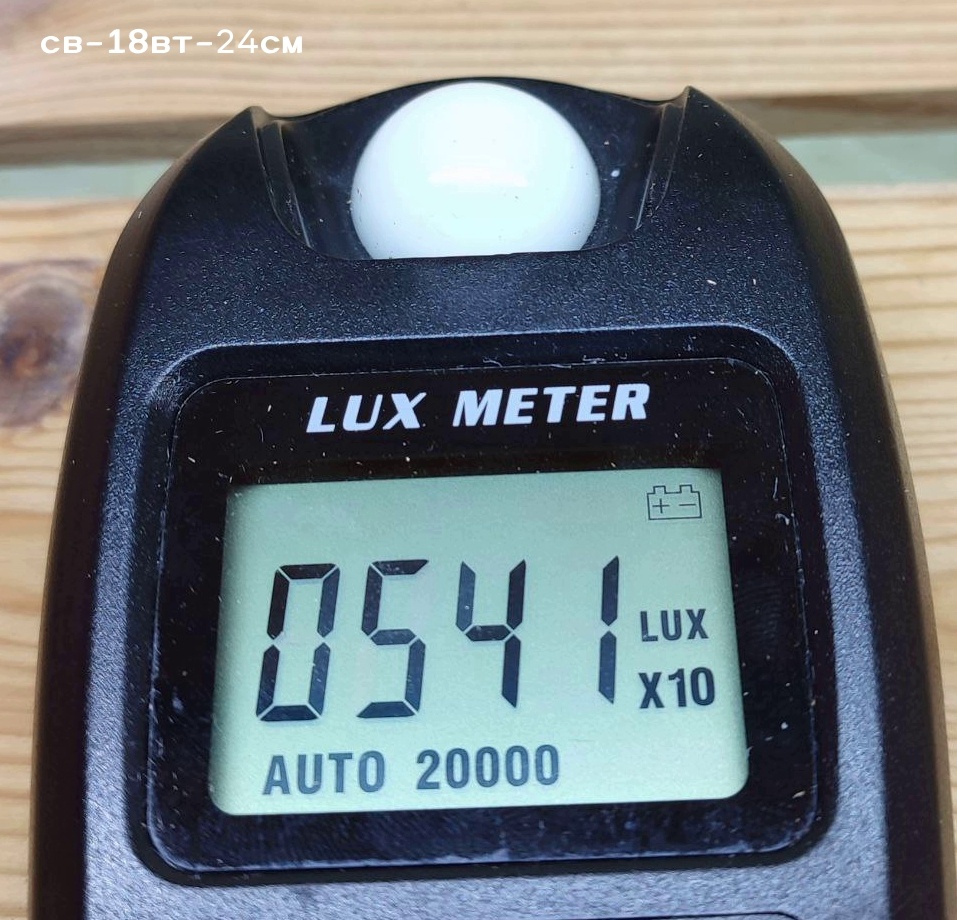 СВ-18ВТ-24СМ
LUX METER
0541
LUX
X10
AUTO 20000